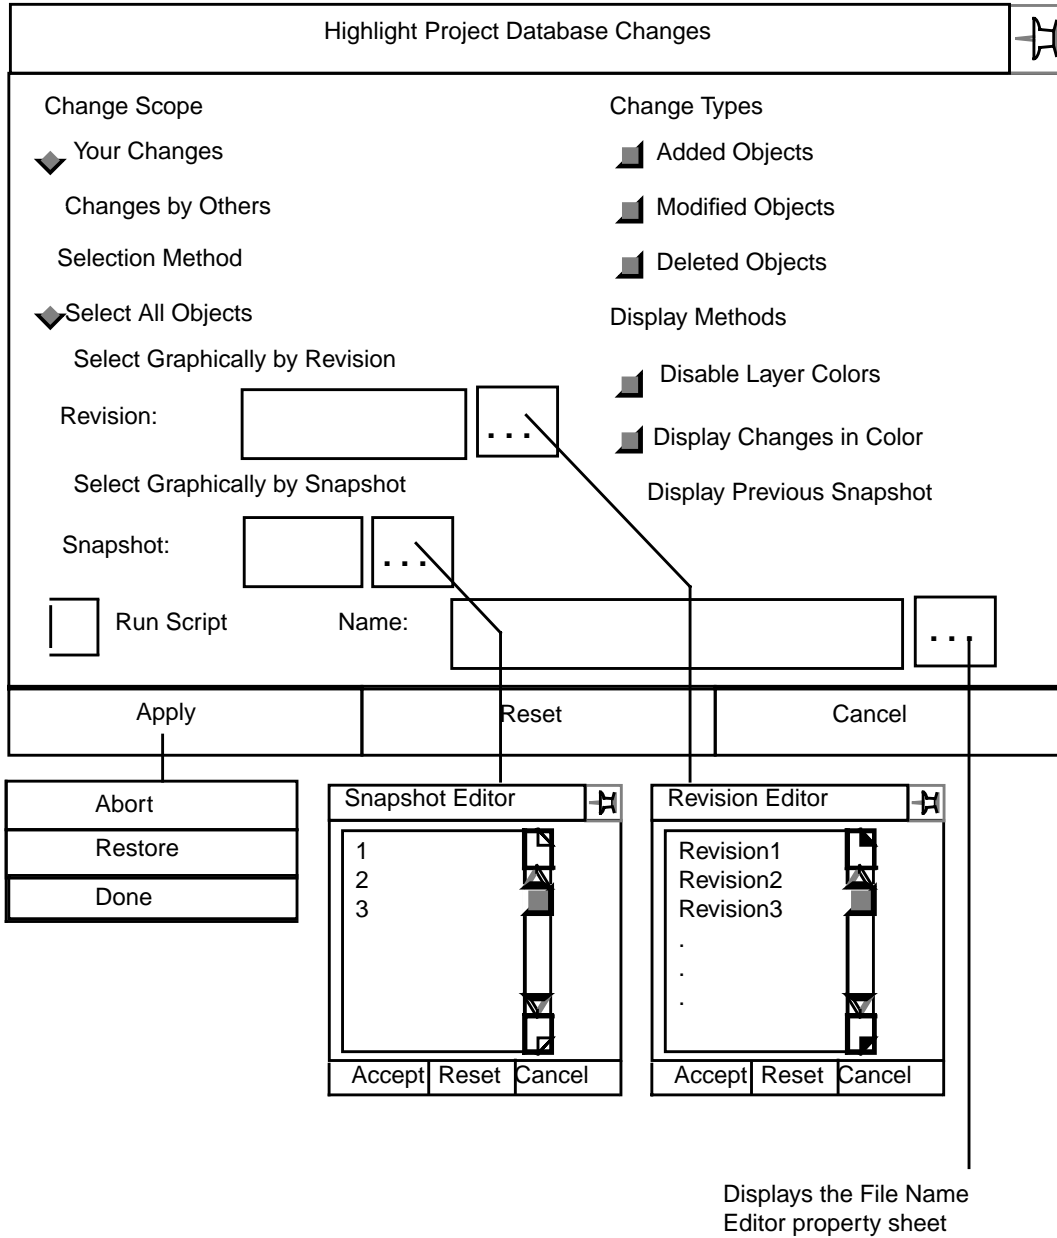 Highlight Project Database Changes
Change Scope
Your Changes
Changes by Others
Selection Method
Select All Objects
Select Graphically by Revision
Revision:
...
Select Graphically by Snapshot
Snapshot:
...
Change Types
Added Objects
Modified Objects
Deleted Objects
Display Methods
Disable Layer Colors
Display Changes in Color
Display Previous Snapshot
Run Script
Name:
...
Apply
Reset
Cancel
Abort
Restore
Done
Snapshot Editor
1
2
3
Accept Reset Cancel
Revision Editor
Revision1
Revision2
Revision3
.
.
.
Accept Reset Cancel
Displays the File Name
Editor property sheet